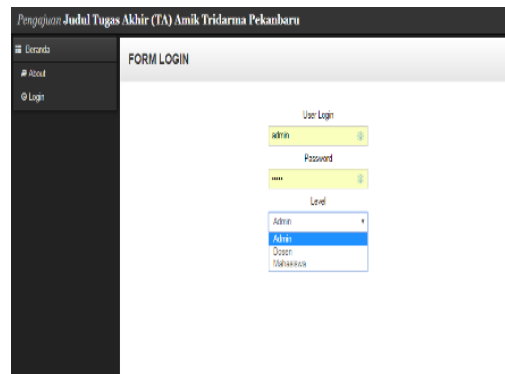 Pengajuan Judul Tugas Akhir (TA) Amik Tridarma Pekanbaru
Beranda
About
Login
FORM LOGIN
User Login
admin
Password
•••••
Level
Admin
Admin
Dosen
Mahasiswa